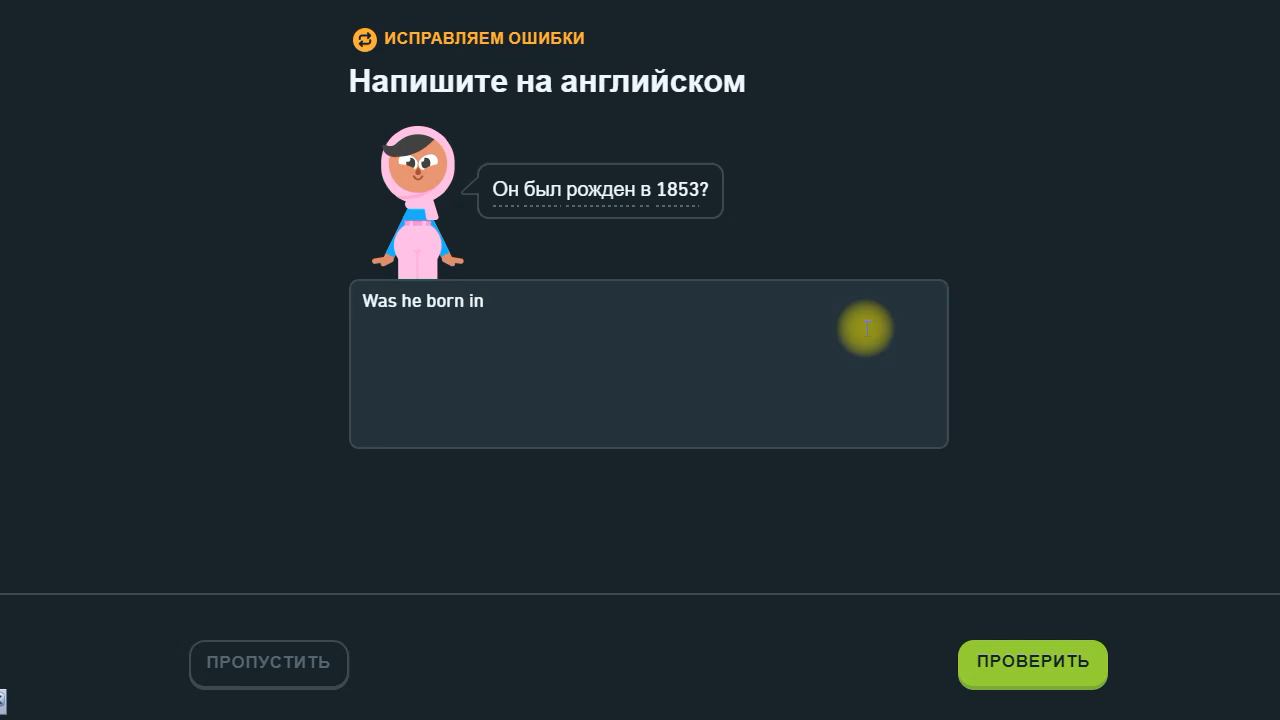 ИСПРАВЛЯЕМ ОШИБКИ
Напишите на английском
Он был рожден в 1853?
Was he born in
ПРОПУСТИТЬ
ПРОВЕРИТЬ